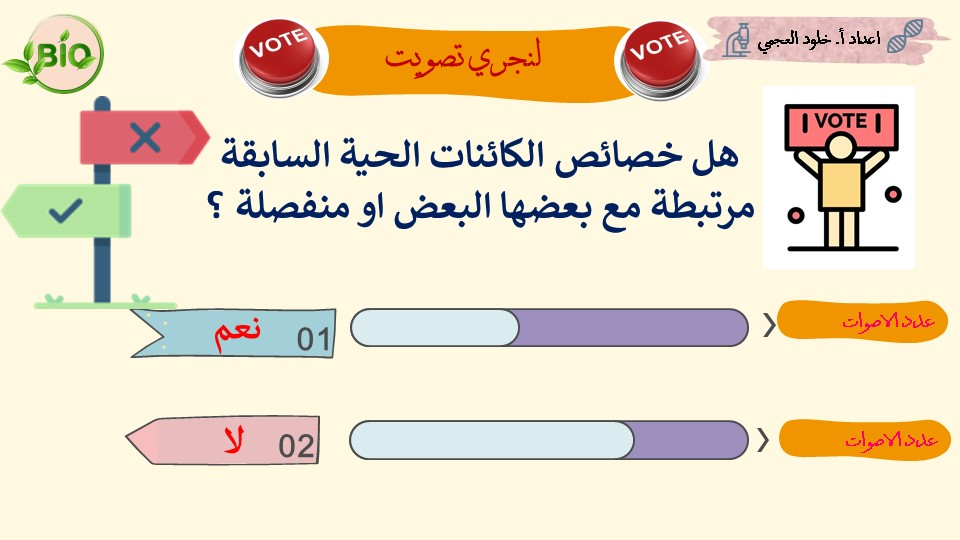 اعداد أ. خلود العجمي
BIO
VOTE
لنجري تصويت
VOTE
VOTE
هل خصائص الكائنات الحية السابقة
مرتبطة مع بعضها البعض او منفصلة ؟
عدد الاصوات
01 نعم
عدد الاصوات
02 لا